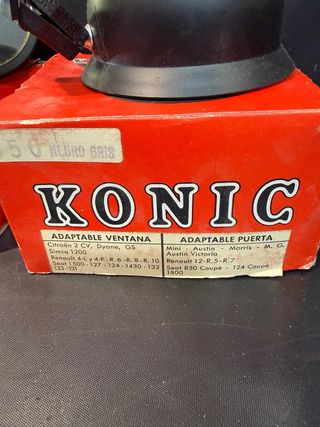 5 0 NEGRO GRIS
KONIC
ADAPTABLE VENTANA
Citroën 2 CV, Dyane, GS
Simca 1200
Renault 4-L y 4-F-R. 6-R. 8-R. 10
Seat 1500-127-124-1430-132
133-131
ADAPTABLE PUERTA
Mini - Austin - Morris - M. G.
Austin Victoria
Renault 12-R. 5-R. 7
Seat 850 Coupé - 124 Coupé
1800